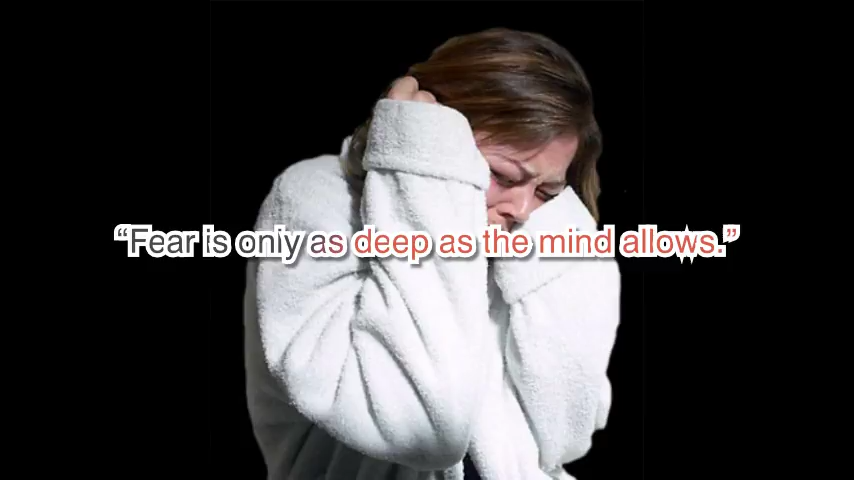 “Fear is only as deep as the mind allows.”